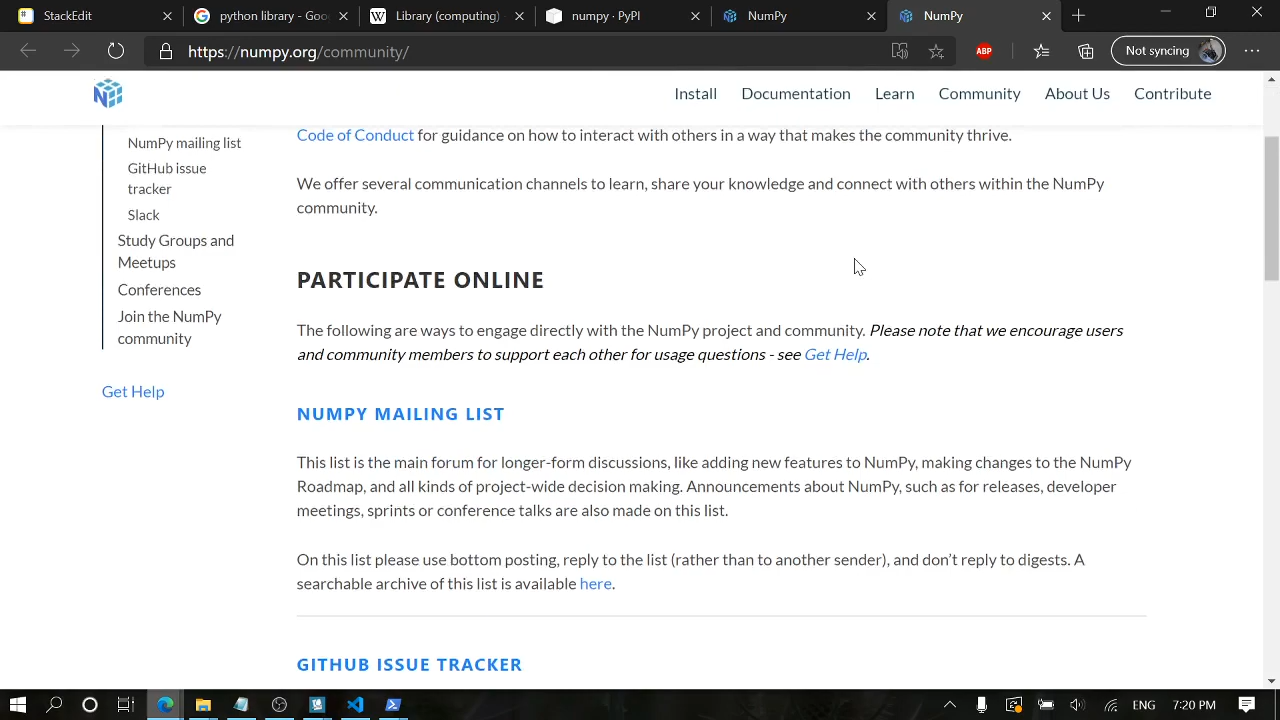 StackEdit
python library - Goo
Library (computing)
numpy · PyPI
NumPy
NumPy
https://numpy.org/community/
ABP
Not syncing
Install
Documentation
Learn
Community
About Us
Contribute
NumPy mailing list
GitHub issue
tracker
Slack
Study Groups and
Meetups
Conferences
Join the NumPy
community
Get Help
Code of Conduct for guidance on how to interact with others in a way that makes the community thrive.
We offer several communication channels to learn, share your knowledge and connect with others within the NumPy
community.
PARTICIPATE ONLINE
The following are ways to engage directly with the NumPy project and community. Please note that we encourage users
and community members to support each other for usage questions - see Get Help.
NUMPY MAILING LIST
This list is the main forum for longer-form discussions, like adding new features to NumPy, making changes to the NumPy
Roadmap, and all kinds of project-wide decision making. Announcements about NumPy, such as for releases, developer
meetings, sprints or conference talks are also made on this list.
On this list please use bottom posting, reply to the list (rather than to another sender), and don’t reply to digests. A
searchable archive of this list is available here.
GITHUB ISSUE TRACKER
ENG
7:20 PM